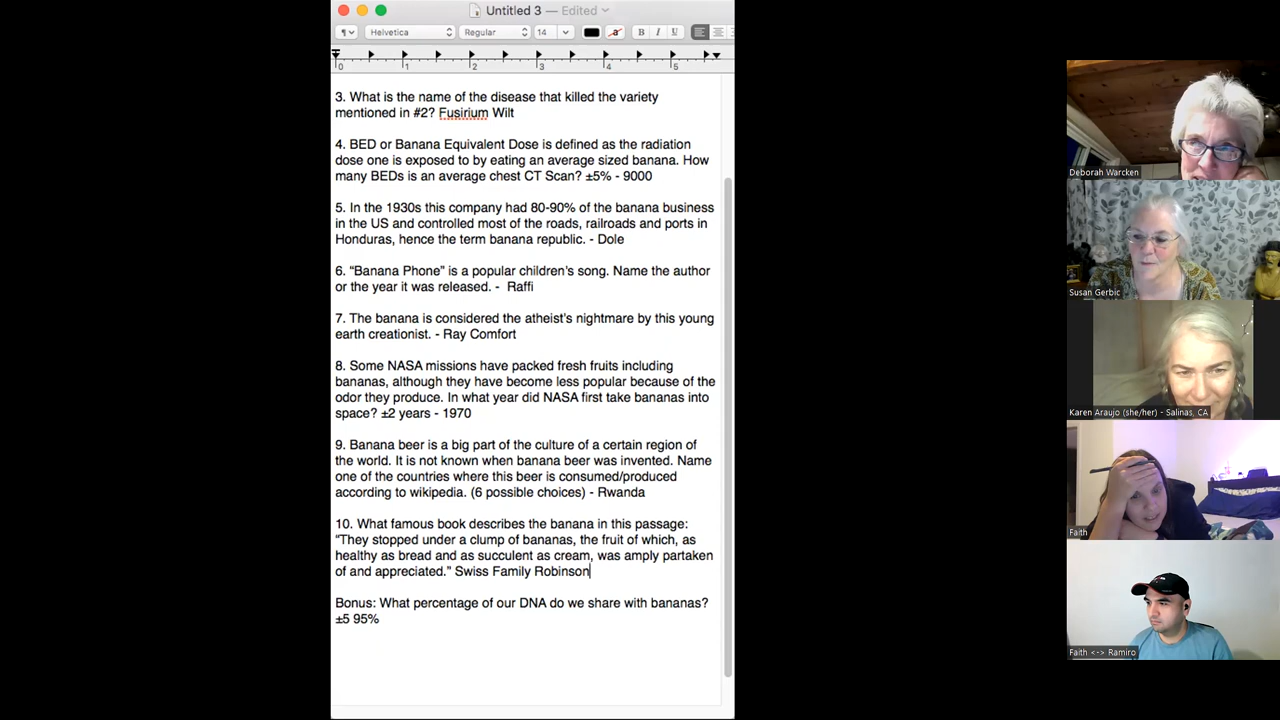 Untitled 3 — Edited
¶ Helvetica Regular 14 a B I U
0 1 2 3 4 5
3. What is the name of the disease that killed the variety
mentioned in #2? Fusirium Wilt
4. BED or Banana Equivalent Dose is defined as the radiation
dose one is exposed to by eating an average sized banana. How
many BEDs is an average chest CT Scan? ±5% - 9000
5. In the 1930s this company had 80-90% of the banana business
in the US and controlled most of the roads, railroads and ports in
Honduras, hence the term banana republic. - Dole
6. “Banana Phone” is a popular children’s song. Name the author
or the year it was released. - Raffi
7. The banana is considered the atheist’s nightmare by this young
earth creationist. - Ray Comfort
8. Some NASA missions have packed fresh fruits including
bananas, although they have become less popular because of the
odor they produce. In what year did NASA first take bananas into
space? ±2 years - 1970
9. Banana beer is a big part of the culture of a certain region of
the world. It is not known when banana beer was invented. Name
one of the countries where this beer is consumed/produced
according to wikipedia. (6 possible choices) - Rwanda
10. What famous book describes the banana in this passage:
“They stopped under a clump of bananas, the fruit of which, as
healthy as bread and as succulent as cream, was amply partaken
of and appreciated.” Swiss Family Robinson
Bonus: What percentage of our DNA do we share with bananas?
±5 95%
Deborah Warcken
Susan Gerbic
Karen Araujo (she/her) - Salinas, CA
Faith
Faith <-> Ramiro